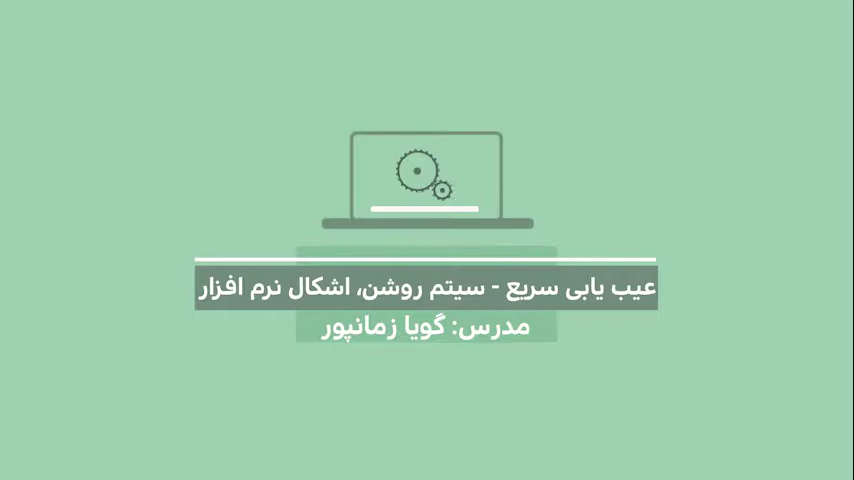 عیب یابی سریع - سیتم روشن، اشکال نرم افزار
مدرس: گویا زمانپور